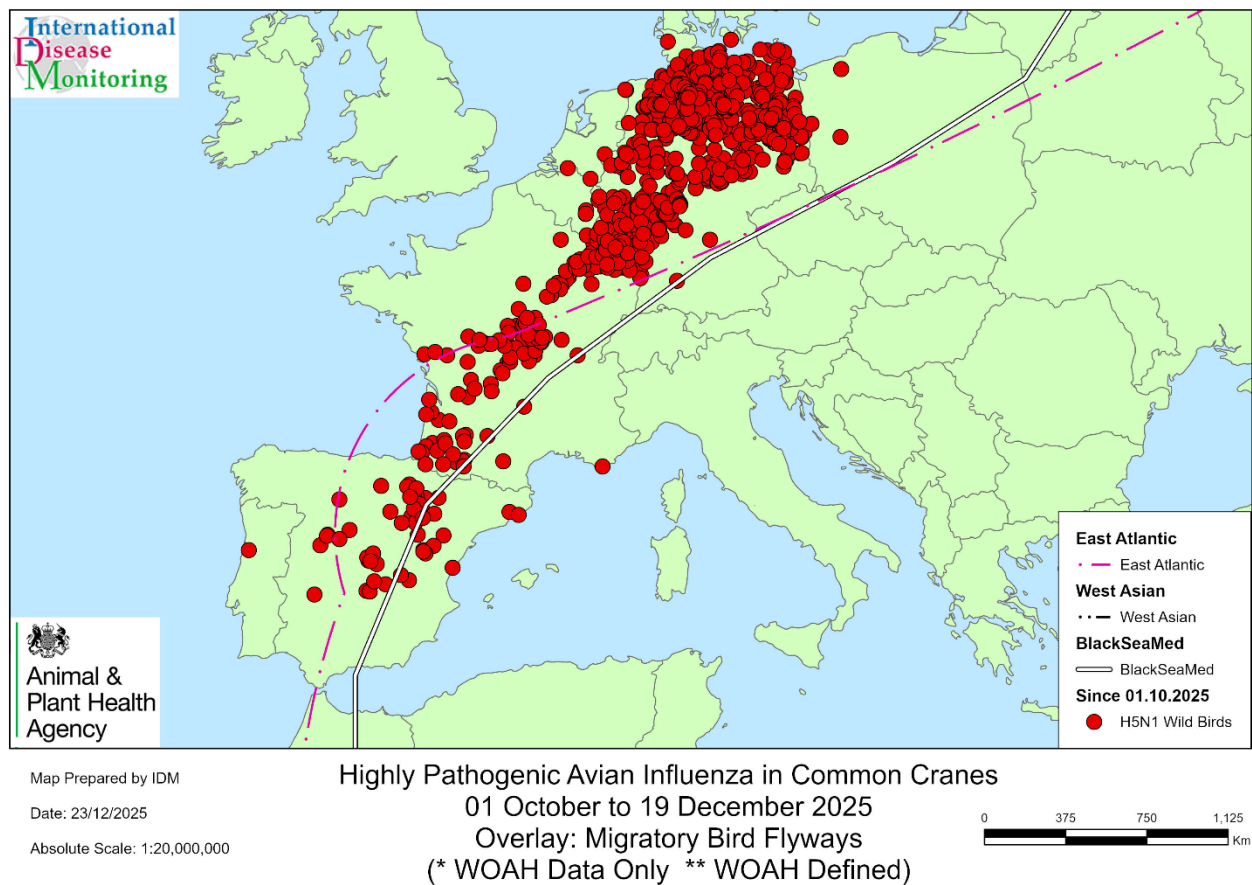 International
Disease
Monitoring
East Atlantic
East Atlantic
West Asian
West Asian
BlackSeaMed
BlackSeaMed
Since 01.10.2025
H5N1 Wild Birds
Animal &
Plant Health
Agency
Map Prepared by IDM
Date: 23/12/2025
Absolute Scale: 1:20,000,000
Highly Pathogenic Avian Influenza in Common Cranes
01 October to 19 December 2025
Overlay: Migratory Bird Flyways
(* WOAH Data Only ** WOAH Defined)
0 375 750 1,125
Km